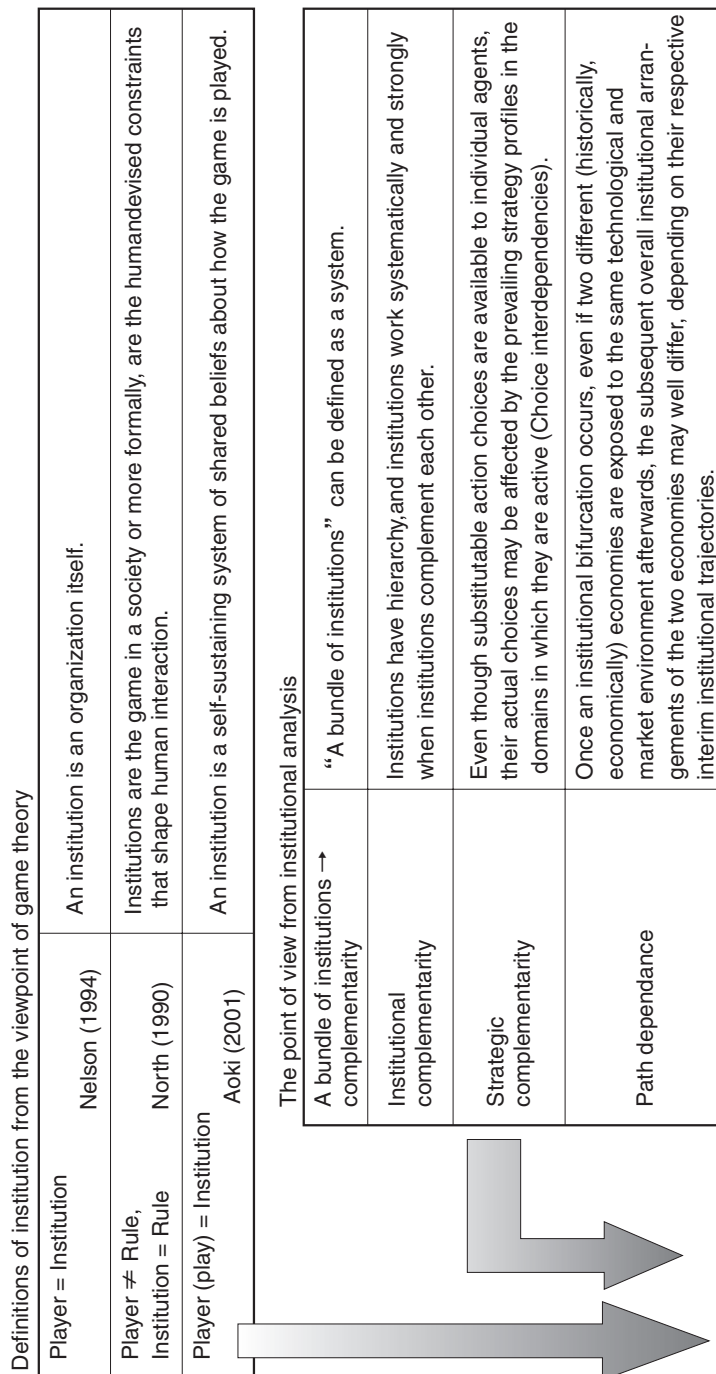 Definitions of institution from the viewpoint of game theory
Player = Institution
Nelson (1994)
An institution is an organization itself.
Player ≠ Rule,
Institution = Rule
North (1990)
Institutions are the game in a society or more formally, are the humandevised constraints
that shape human interaction.
Player (play) = Institution
Aoki (2001)
An institution is a self-sustaining system of shared beliefs about how the game is played.
The point of view from institutional analysis
A bundle of institutions →
complementarity
“A bundle of institutions” can be defined as a system.
Institutional
complementarity
Institutions have hierarchy,and institutions work systematically and strongly
when institutions complement each other.
Strategic
complementarity
Even though substitutable action choices are available to individual agents,
their actual choices may be affected by the prevailing strategy profiles in the
domains in which they are active (Choice interdependencies).
Path dependance
Once an institutional bifurcation occurs, even if two different (historically,
economically) economies are exposed to the same technological and
market environment afterwards, the subsequent overall institutional arran-
gements of the two economies may well differ, depending on their respective
interim institutional trajectories.